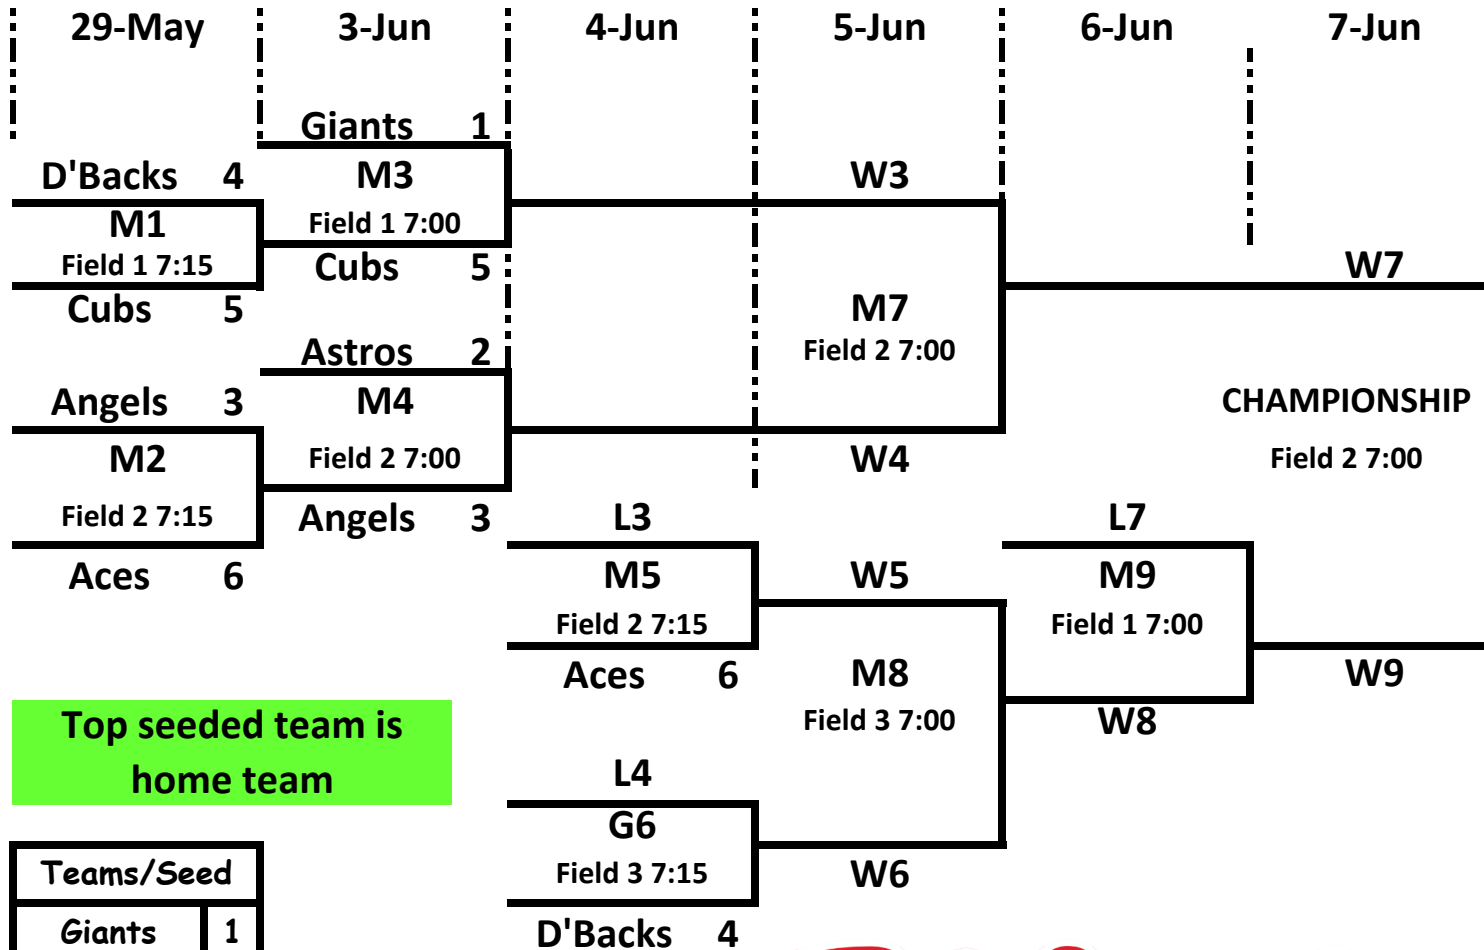 29-May 3-Jun 4-Jun 5-Jun 6-Jun 7-Jun
Giants 1
D'Backs 4 M3 W3
M1 Field 1 7:00
Field 1 7:15 Cubs 5 W7
Cubs 5 M7
Astros 2 Field 2 7:00
Angels 3 M4 CHAMPIONSHIP
M2 Field 2 7:00 W4 Field 2 7:00
Field 2 7:15 Angels 3 L3 L7
Aces 6 M5 W5 M9
Field 2 7:15 Field 1 7:00
Aces 6 M8 W9
Top seeded team is Field 3 7:00 W8
home team L4
G6
Teams/Seed Field 3 7:15 W6
Giants 1 D'Backs 4